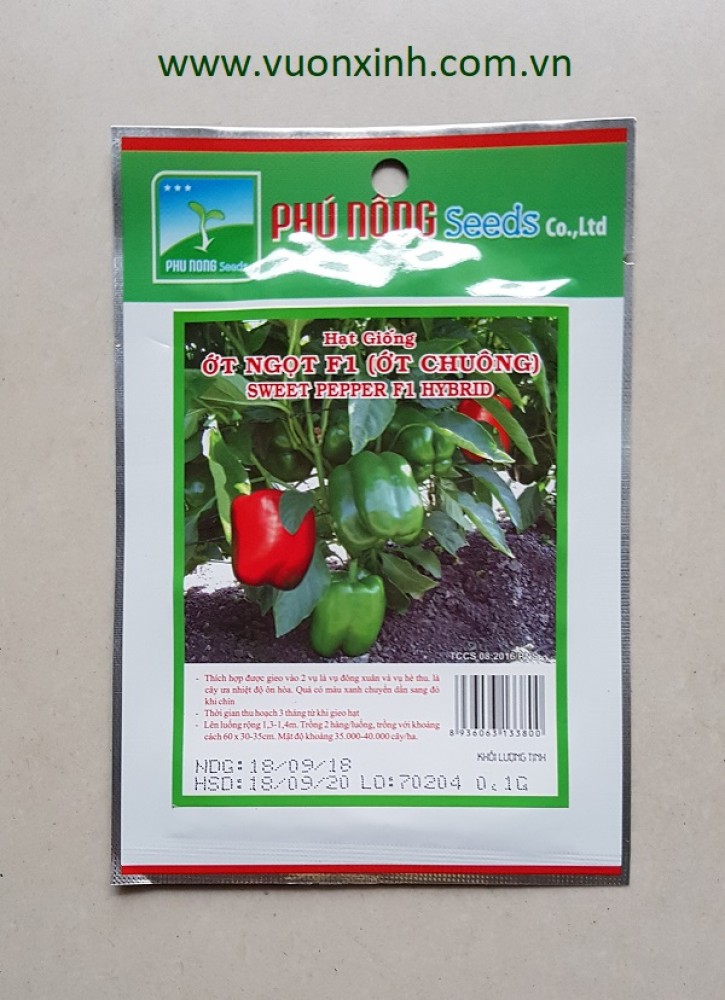 www.vuonxinh.com.vn
PHÚ NÔNG Seeds Co.,Ltd
PHU NONG Seeds
Hạt Giống
ỚT NGỌT F1 (ỚT CHUÔNG)
SWEET PEPPER F1 HYBRID
TCCS 08:2016
- Thích hợp được gieo vào 2 vụ là vụ đông xuân và vụ hè thu. là
cây ưa nhiệt độ ôn hòa. Quả có màu xanh chuyển dần sang đỏ
khi chín
- Thời gian thu hoạch 3 tháng từ khi gieo hạt
- Lên luống rộng 1,3-1,4m. Trồng 2 hàng/luống, trồng với khoảng
cách 60 x 30-35cm. Mật độ khoảng 35.000-40.000 cây/ha.
8 936063 133800
KHỐI LƯỢNG TỊNH
NDG: 18/09/18
HSD: 18/09/20 LO: 70204 0,1G